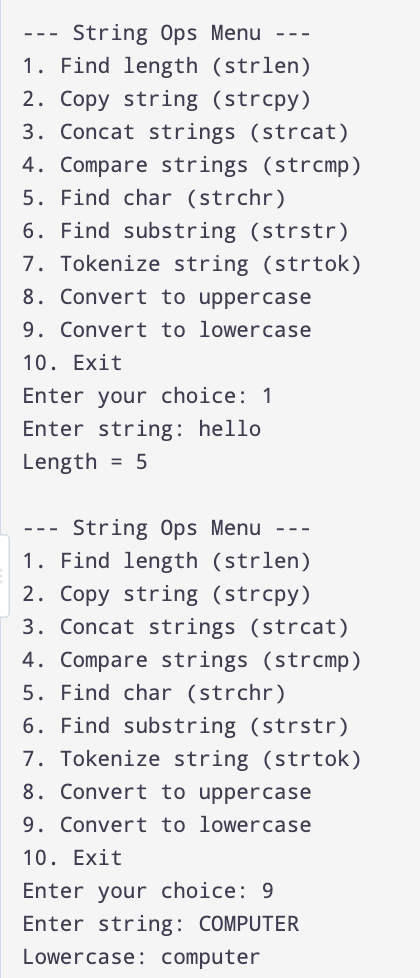 --- String Ops Menu ---
1. Find length (strlen)
2. Copy string (strcpy)
3. Concat strings (strcat)
4. Compare strings (strcmp)
5. Find char (strchr)
6. Find substring (strstr)
7. Tokenize string (strtok)
8. Convert to uppercase
9. Convert to lowercase
10. Exit
Enter your choice: 1
Enter string: hello
Length = 5

--- String Ops Menu ---
1. Find length (strlen)
2. Copy string (strcpy)
3. Concat strings (strcat)
4. Compare strings (strcmp)
5. Find char (strchr)
6. Find substring (strstr)
7. Tokenize string (strtok)
8. Convert to uppercase
9. Convert to lowercase
10. Exit
Enter your choice: 9
Enter string: COMPUTER
Lowercase: computer